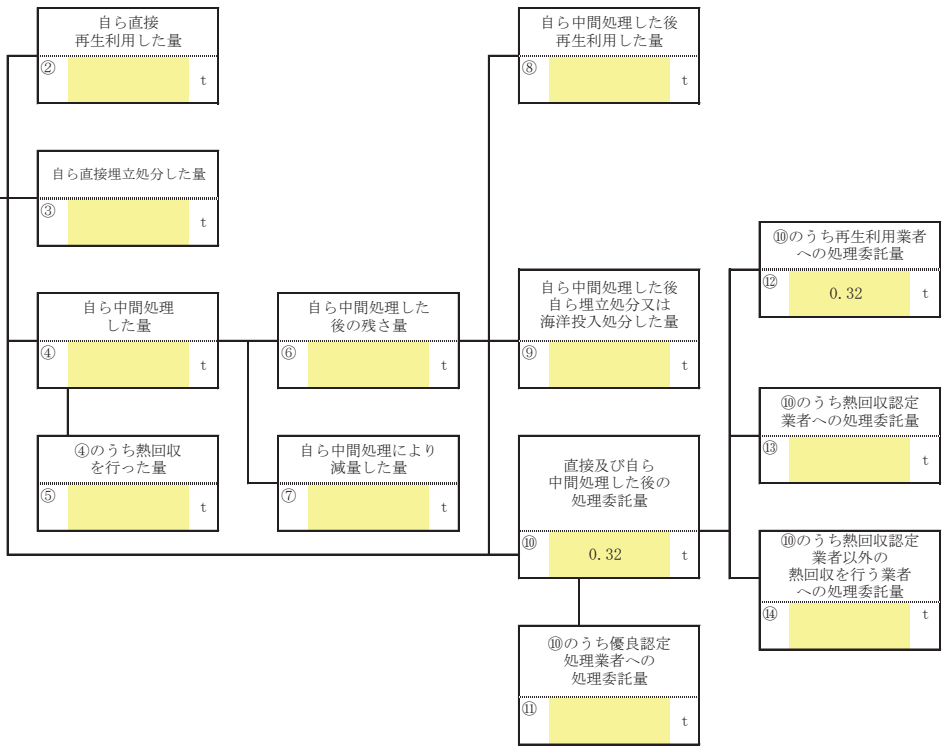 自ら直接
再生利用した量
② t
自ら直接埋立処分した量
③ t
自ら中間処理
した量
④ t
④のうち熱回収
を行った量
⑤ t
自ら中間処理した
後の残さ量
⑥ t
自ら中間処理により
減量した量
⑦ t
自ら中間処理した後
再生利用した量
⑧ t
自ら中間処理した後
自ら埋立処分又は
海洋投入処分した量
⑨ t
直接及び自ら
中間処理した後の
処理委託量
⑩ 0.32 t
⑩のうち優良認定
処理業者への
処理委託量
⑪ t
⑩のうち再生利用業者
への処理委託量
⑫ 0.32 t
⑩のうち熱回収認定
業者への処理委託量
⑬ t
⑩のうち熱回収認定
業者以外の
熱回収を行う業者
への処理委託量
⑭ t